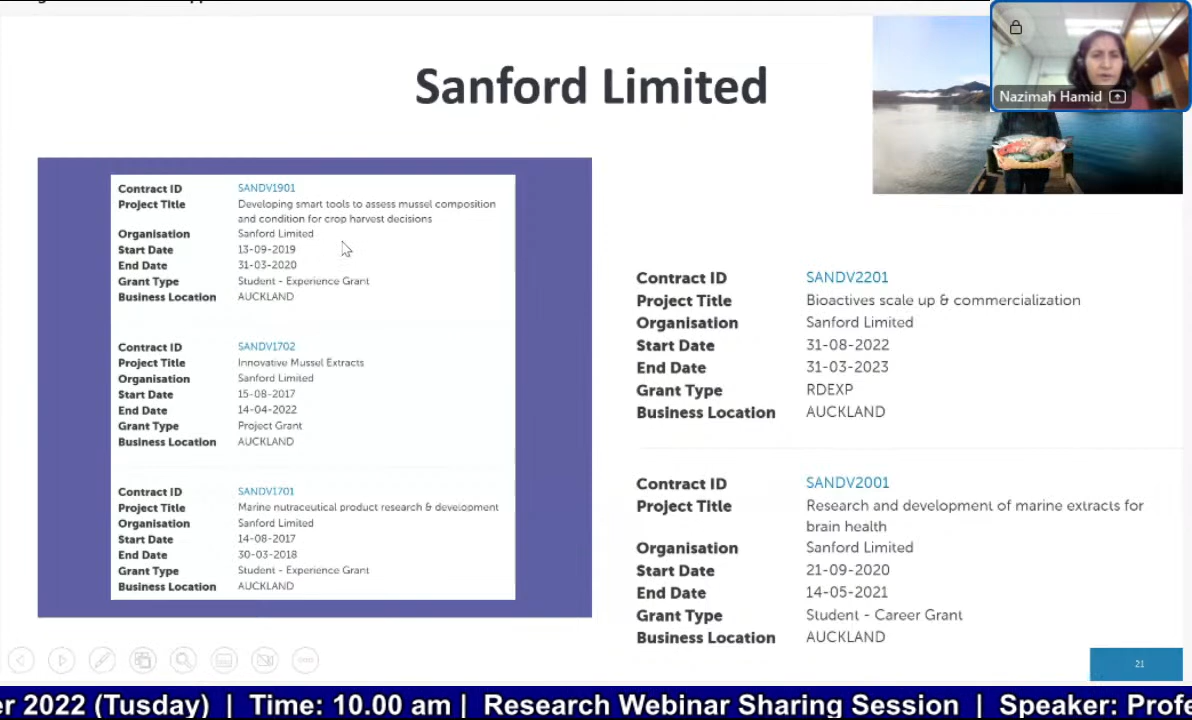 Sanford Limited
Nazimah Hamid
Contract ID SANDV1901
Project Title Developing smart tools to assess mussel composition
and condition for crop harvest decisions
Organisation Sanford Limited
Start Date 13-09-2019
End Date 31-03-2020
Grant Type Student - Experience Grant
Business Location AUCKLAND
Contract ID SANDV1702
Project Title Innovative Mussel Extracts
Organisation Sanford Limited
Start Date 15-08-2017
End Date 14-04-2022
Grant Type Project Grant
Business Location AUCKLAND
Contract ID SANDV1701
Project Title Marine nutraceutical product research & development
Organisation Sanford Limited
Start Date 14-08-2017
End Date 30-03-2018
Grant Type Student - Experience Grant
Business Location AUCKLAND
Contract ID SANDV2201
Project Title Bioactives scale up & commercialization
Organisation Sanford Limited
Start Date 31-08-2022
End Date 31-03-2023
Grant Type RDEXP
Business Location AUCKLAND
Contract ID SANDV2001
Project Title Research and development of marine extracts for
brain health
Organisation Sanford Limited
Start Date 21-09-2020
End Date 14-05-2021
Grant Type Student - Career Grant
Business Location AUCKLAND
21
er 2022 (Tusday) | Time: 10.00 am | Research Webinar Sharing Session | Speaker: Profe